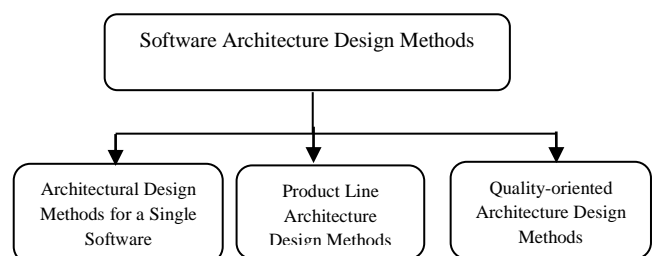 Software Architecture Design Methods
Architectural Design
Methods for a Single
Software
Product Line
Architecture
Design Methods
Quality-oriented
Architecture Design
Methods